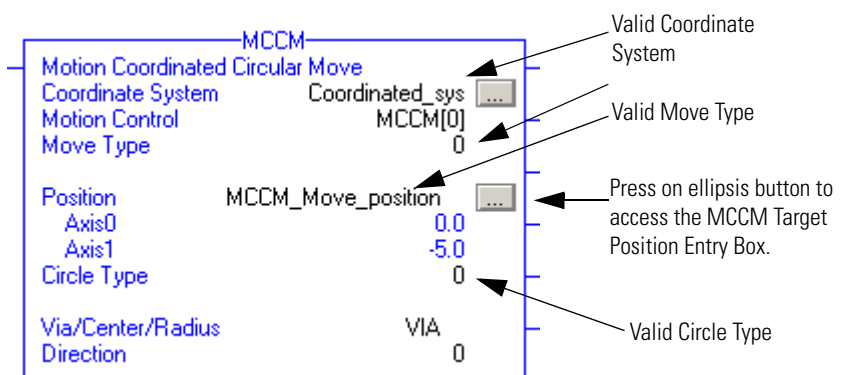 MCCM
Motion Coordinated Circular Move
Coordinate System Coordinated_sys ...
Motion Control MCCM[0]
Move Type 0
Position MCCM_Move_position ...
Axis0 0.0
Axis1 -5.0
Circle Type 0
Via/Center/Radius VIA
Direction 0
Valid Coordinate
System
Valid Move Type
Press on ellipsis button to
access the MCCM Target
Position Entry Box.
Valid Circle Type